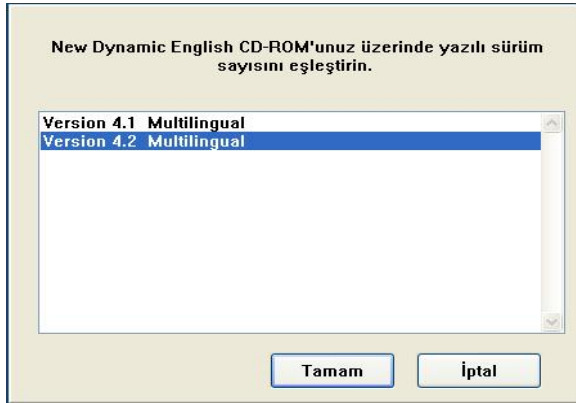 New Dynamic English CD-ROM'unuz üzerinde yazılı sürüm
sayısını eşleştirin.
Version 4.1  Multilingual
Version 4.2  Multilingual
Tamam
İptal